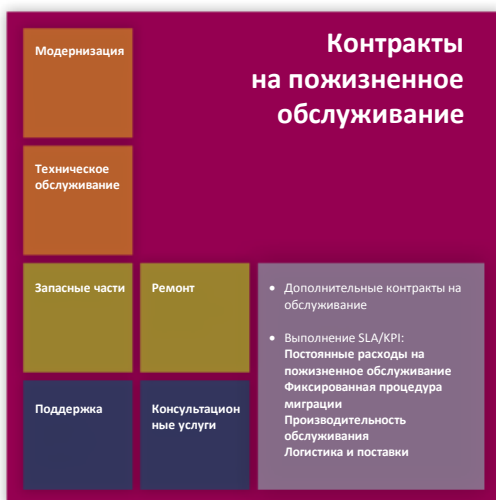 Контракты
на пожизненное
обслуживание
Модернизация
Техническое
обслуживание
Запасные части
Ремонт
Поддержка
Консультацион
ные услуги
• Дополнительные контракты на
обслуживание
• Выполнение SLA/KPI:
Постоянные расходы на
пожизненное обслуживание
Фиксированная процедура
миграции
Производительность
обслуживания
Логистика и поставки